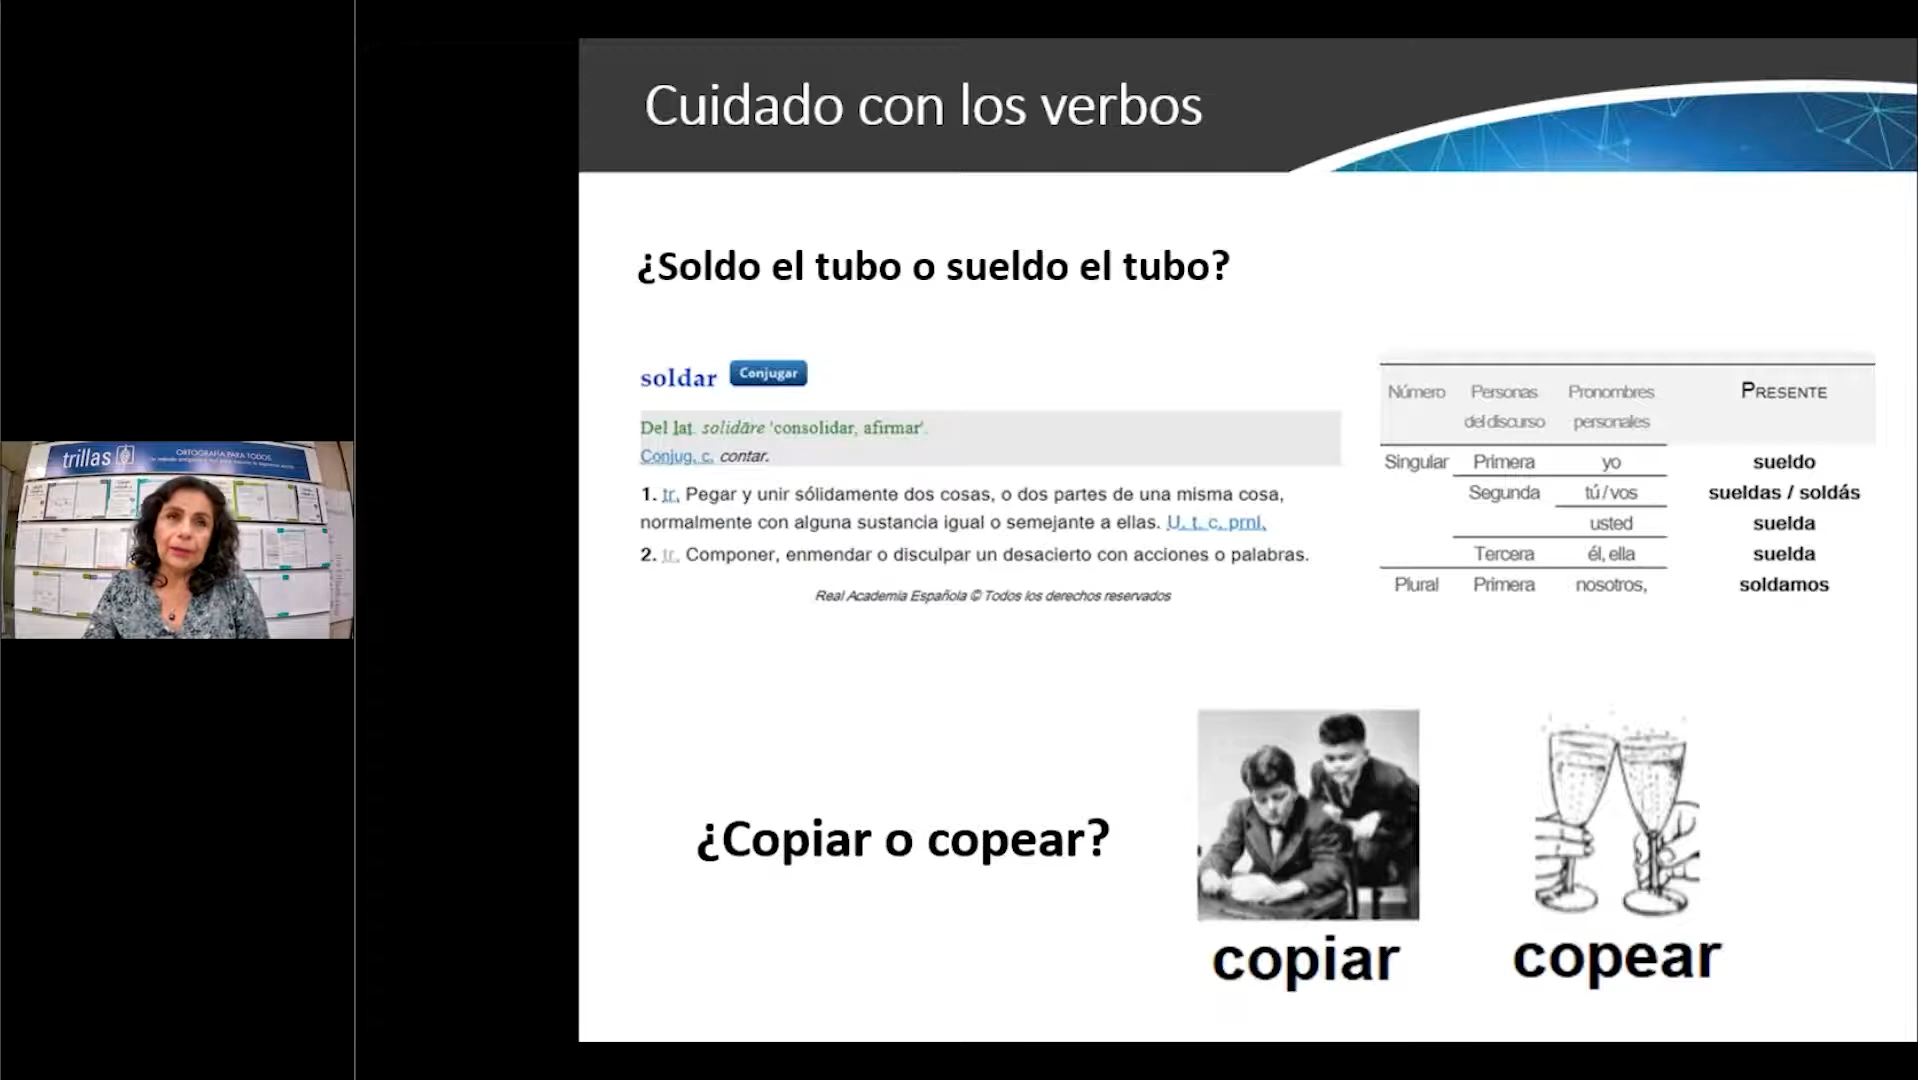 Cuidado con los verbos
¿Soldo el tubo o sueldo el tubo?
soldar Conjugar
Del lat. solidāre 'consolidar, afirmar'.
Conjug. c. contar.
1. tr. Pegar y unir sólidamente dos cosas, o dos partes de una misma cosa,
normalmente con alguna sustancia igual o semejante a ellas. U. t. c. prnl.
2. tr. Componer, enmendar o disculpar un desacierto con acciones o palabras.
Real Academia Española © Todos los derechos reservados
Número Personas Pronombres PRESENTE
del discurso personales
Singular Primera yo sueldo
Segunda tú / vos sueldas / soldás
usted suelda
Tercera él, ella suelda
Plural Primera nosotros, soldamos
trillas ORTOGRAFÍA PARA TODOS
¿Copiar o copear?
copiar copear